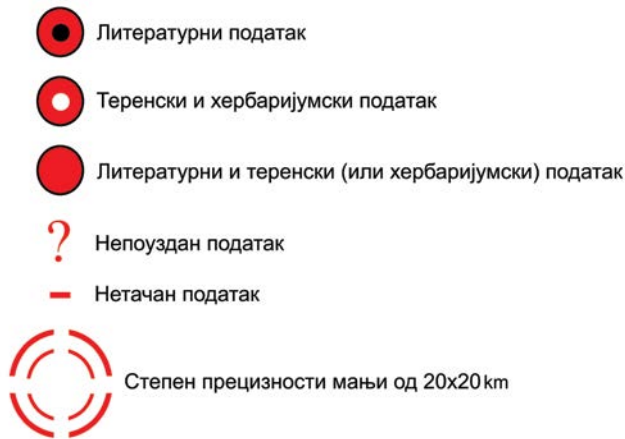 Литературни податак
Теренски и хербаријумски податак
Литературни и теренски (или хербаријумски) податак
? Непоуздан податак
- Нетачан податак
Степен прецизности мањи од 20x20 km